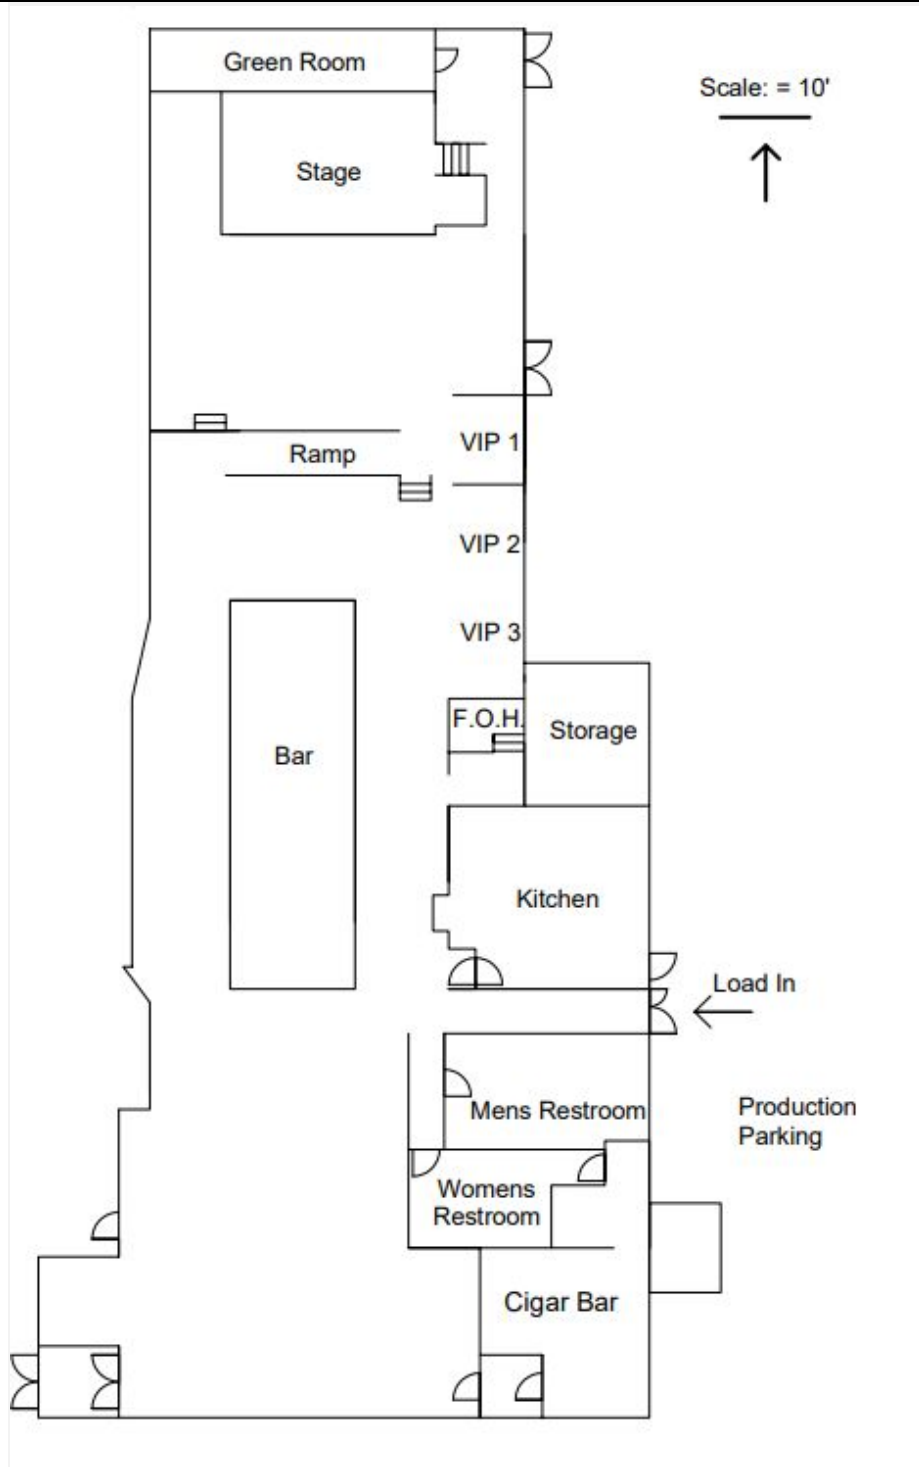 Green Room
Scale: = 10'
Stage
VIP 1
Ramp
VIP 2
VIP 3
F.O.H.
Storage
Bar
Kitchen
Load In
Mens Restroom
Production
Parking
Womens
Restroom
Cigar Bar